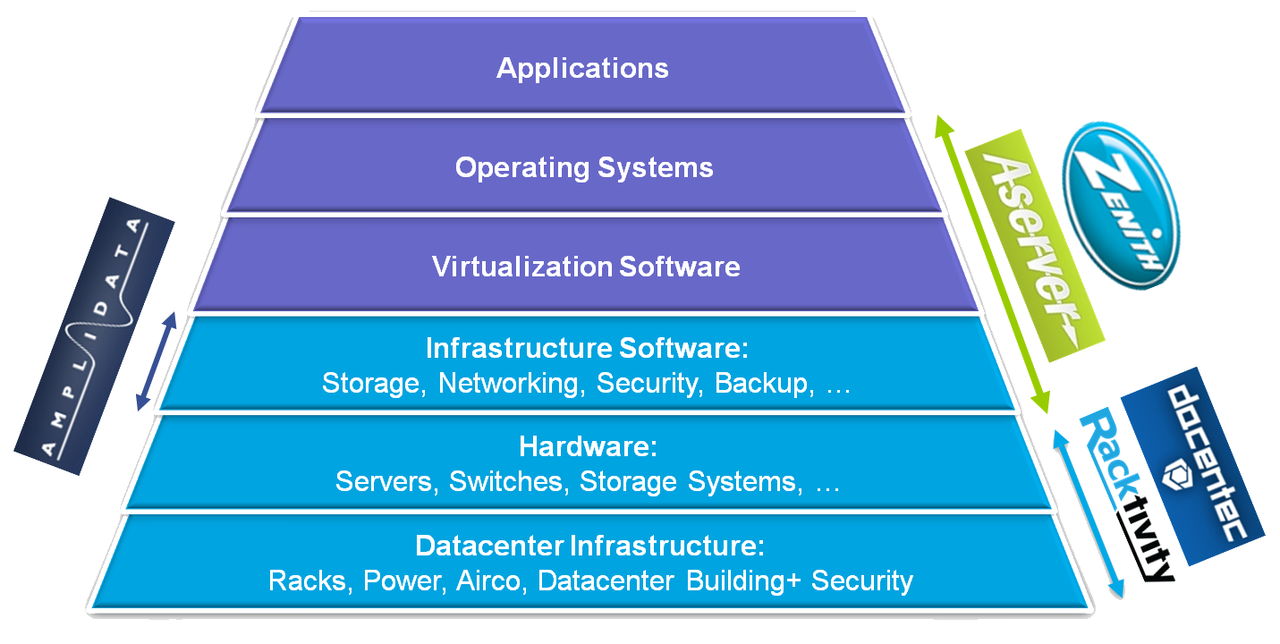 Applications
Operating Systems
Virtualization Software
Infrastructure Software:
Storage, Networking, Security, Backup, …
Hardware:
Servers, Switches, Storage Systems, …
Datacenter Infrastructure:
Racks, Power, Airco, Datacenter Building+ Security
AMPLIDATA
Aserver
ZENITH
Racktivity
docentec